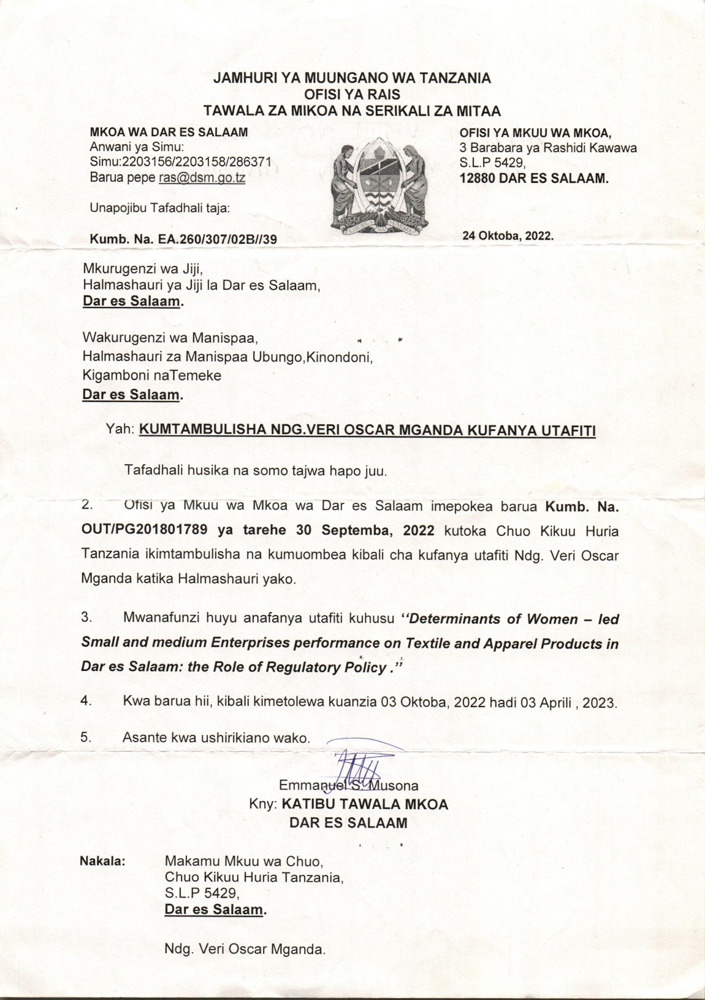 JAMHURI YA MUUNGANO WA TANZANIA
OFISI YA RAIS
TAWALA ZA MIKOA NA SERIKALI ZA MITAA
MKOA WA DAR ES SALAAM
Anwani ya Simu:
Simu:2203156/2203158/286371
Barua pepe ras@dsm.go.tz
Unapojibu Tafadhali taja:
Kumb. Na. EA.260/307/02B//39
UHURU NA UMOJA
OFISI YA MKUU WA MKOA,
3 Barabara ya Rashidi Kawawa
S.L.P 5429,
12880 DAR ES SALAAM.
24 Oktoba, 2022.
Mkurugenzi wa Jiji,
Halmashauri ya Jiji la Dar es Salaam,
Dar es Salaam.
Wakurugenzi wa Manispaa,
Halmashauri za Manispaa Ubungo,Kinondoni,
Kigamboni naTemeke
Dar es Salaam.
Yah: KUMTAMBULISHA NDG.VERI OSCAR MGANDA KUFANYA UTAFITI
Tafadhali husika na somo tajwa hapo juu.
2. Ofisi ya Mkuu wa Mkoa wa Dar es Salaam imepokea barua Kumb. Na.
OUT/PG201801789 ya tarehe 30 Septemba, 2022 kutoka Chuo Kikuu Huria
Tanzania ikimtambulisha na kumuombea kibali cha kufanya utafiti Ndg. Veri Oscar
Mganda katika Halmashauri yako.
3. Mwanafunzi huyu anafanya utafiti kuhusu ‘‘Determinants of Women – led
Small and medium Enterprises performance on Textile and Apparel Products in
Dar es Salaam: the Role of Regulatory Policy .’’
4. Kwa barua hii, kibali kimetolewa kuanzia 03 Oktoba, 2022 hadi 03 Aprili , 2023.
5. Asante kwa ushirikiano wako.
Emmanuel S. Musona
Kny: KATIBU TAWALA MKOA
DAR ES SALAAM
Nakala: Makamu Mkuu wa Chuo,
Chuo Kikuu Huria Tanzania,
S.L.P 5429,
Dar es Salaam.
Ndg. Veri Oscar Mganda.